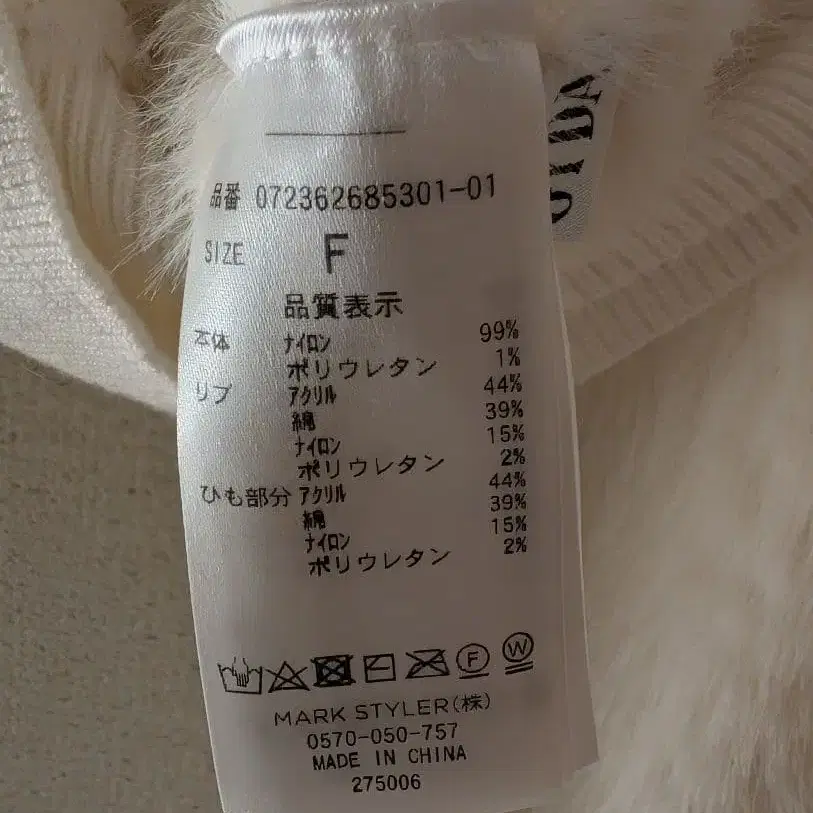 品番 072362685301-01
SIZE F
品質表示
本体 ナイロン 99%
ポリウレタン 1%
リブ アクリル 44%
綿 39%
ナイロン 15%
ポリウレタン 2%
ひも部分 アクリル 44%
綿 39%
ナイロン 15%
ポリウレタン 2%
F W
MARK STYLER(株)
0570-050-757
MADE IN CHINA
275006